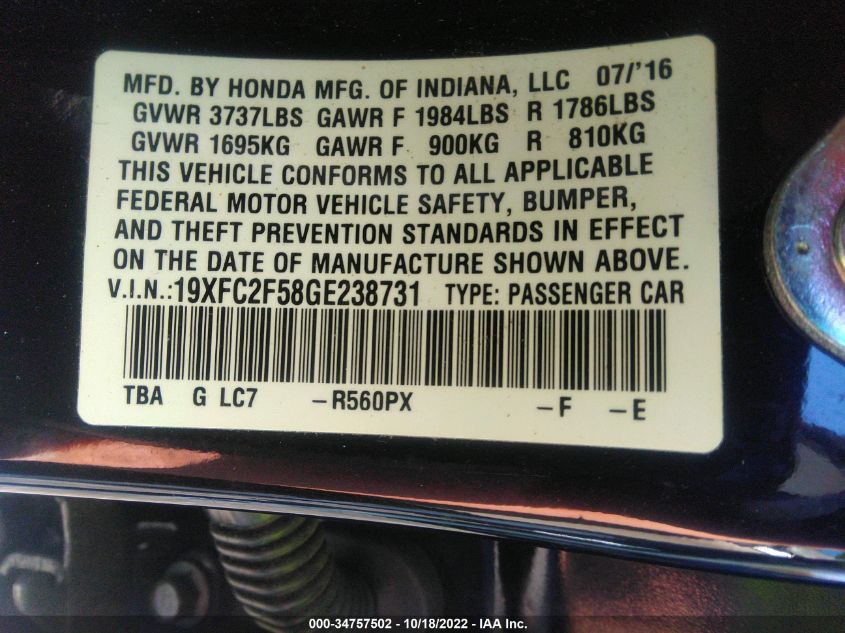 MFD. BY HONDA MFG. OF INDIANA, LLC 07/'16
GVWR 3737LBS GAWR F 1984LBS R 1786LBS
GVWR 1695KG GAWR F 900KG R 810KG
THIS VEHICLE CONFORMS TO ALL APPLICABLE
FEDERAL MOTOR VEHICLE SAFETY, BUMPER,
AND THEFT PREVENTION STANDARDS IN EFFECT
ON THE DATE OF MANUFACTURE SHOWN ABOVE.
V.I.N.:19XFC2F58GE238731 TYPE: PASSENGER CAR
TBA G LC7 -R560PX -F -E
000-34757502 - 10/18/2022 - IAA Inc.